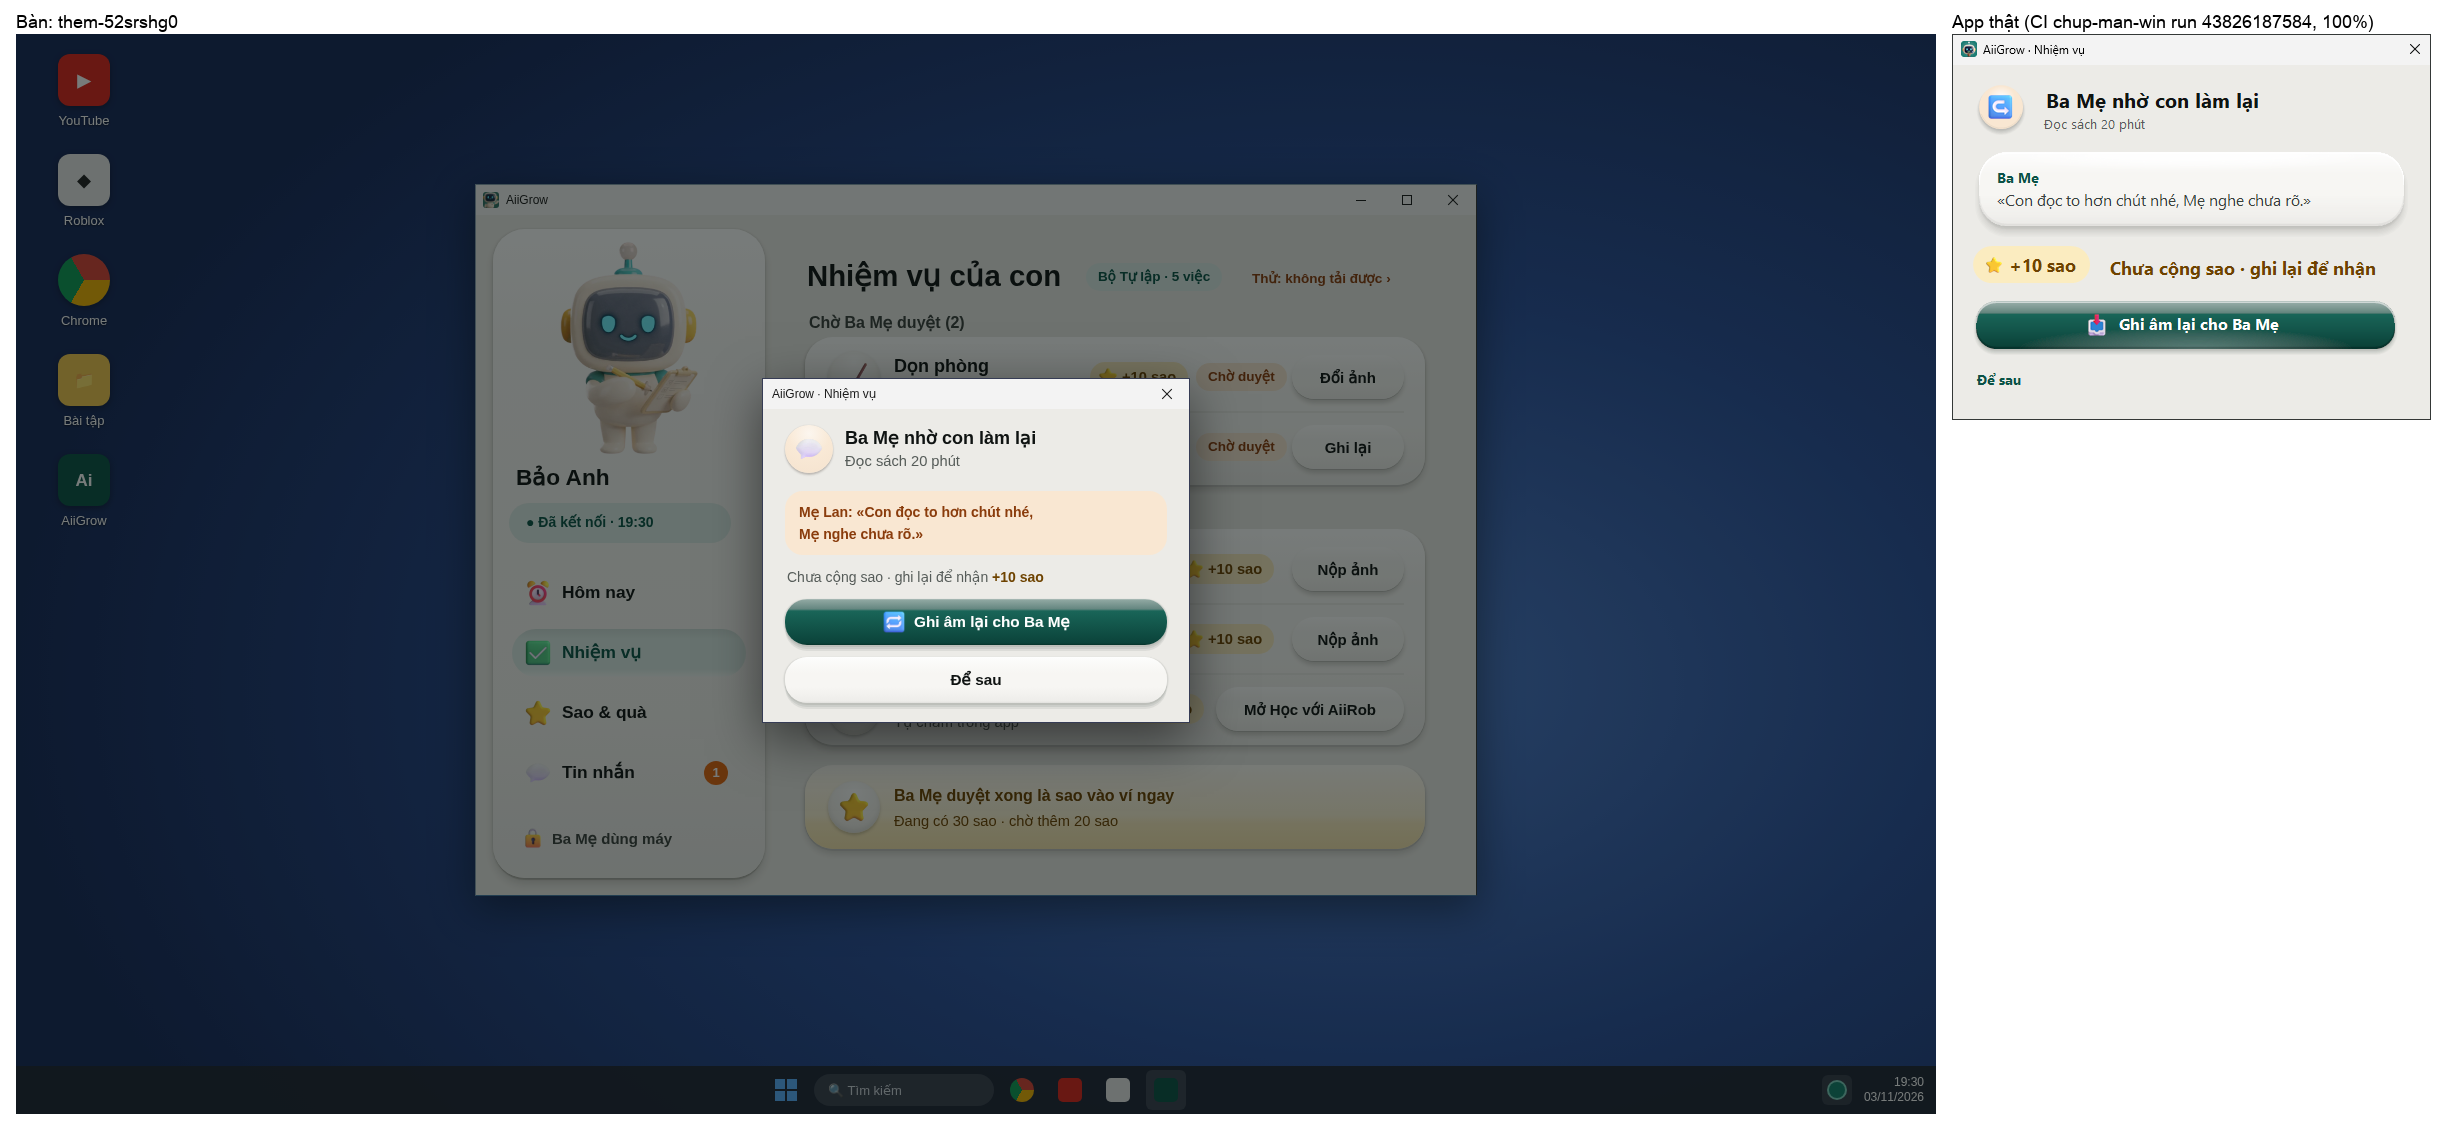 Bàn: them-52srshg0
YouTube
Roblox
Chrome
Bài tập
Ai
AiiGrow
AiiGrow
Bảo Anh
● Đã kết nối · 19:30
Hôm nay
Nhiệm vụ
Sao & quà
Tin nhắn
1
Ba Mẹ dùng máy
Nhiệm vụ của con
Bộ Tự lập · 5 việc
Thử: không tải được ›
Chờ Ba Mẹ duyệt (2)
Dọn phòng
+10 sao
Chờ duyệt
Đổi ảnh
Chờ duyệt
Ghi lại
+10 sao
Nộp ảnh
+10 sao
Nộp ảnh
Tự chấm trong app
Mở Học với AiiRob
Ba Mẹ duyệt xong là sao vào ví ngay
Đang có 30 sao · chờ thêm 20 sao
AiiGrow · Nhiệm vụ
Ba Mẹ nhờ con làm lại
Đọc sách 20 phút
Mẹ Lan: «Con đọc to hơn chút nhé,
Mẹ nghe chưa rõ.»
Chưa cộng sao · ghi lại để nhận +10 sao
Ghi âm lại cho Ba Mẹ
Để sau
Tìm kiếm
19:30
03/11/2026
App thật (CI chup-man-win run 43826187584, 100%)
AiiGrow · Nhiệm vụ
Ba Mẹ nhờ con làm lại
Đọc sách 20 phút
Ba Mẹ
«Con đọc to hơn chút nhé, Mẹ nghe chưa rõ.»
+10 sao
Chưa cộng sao · ghi lại để nhận
Ghi âm lại cho Ba Mẹ
Để sau